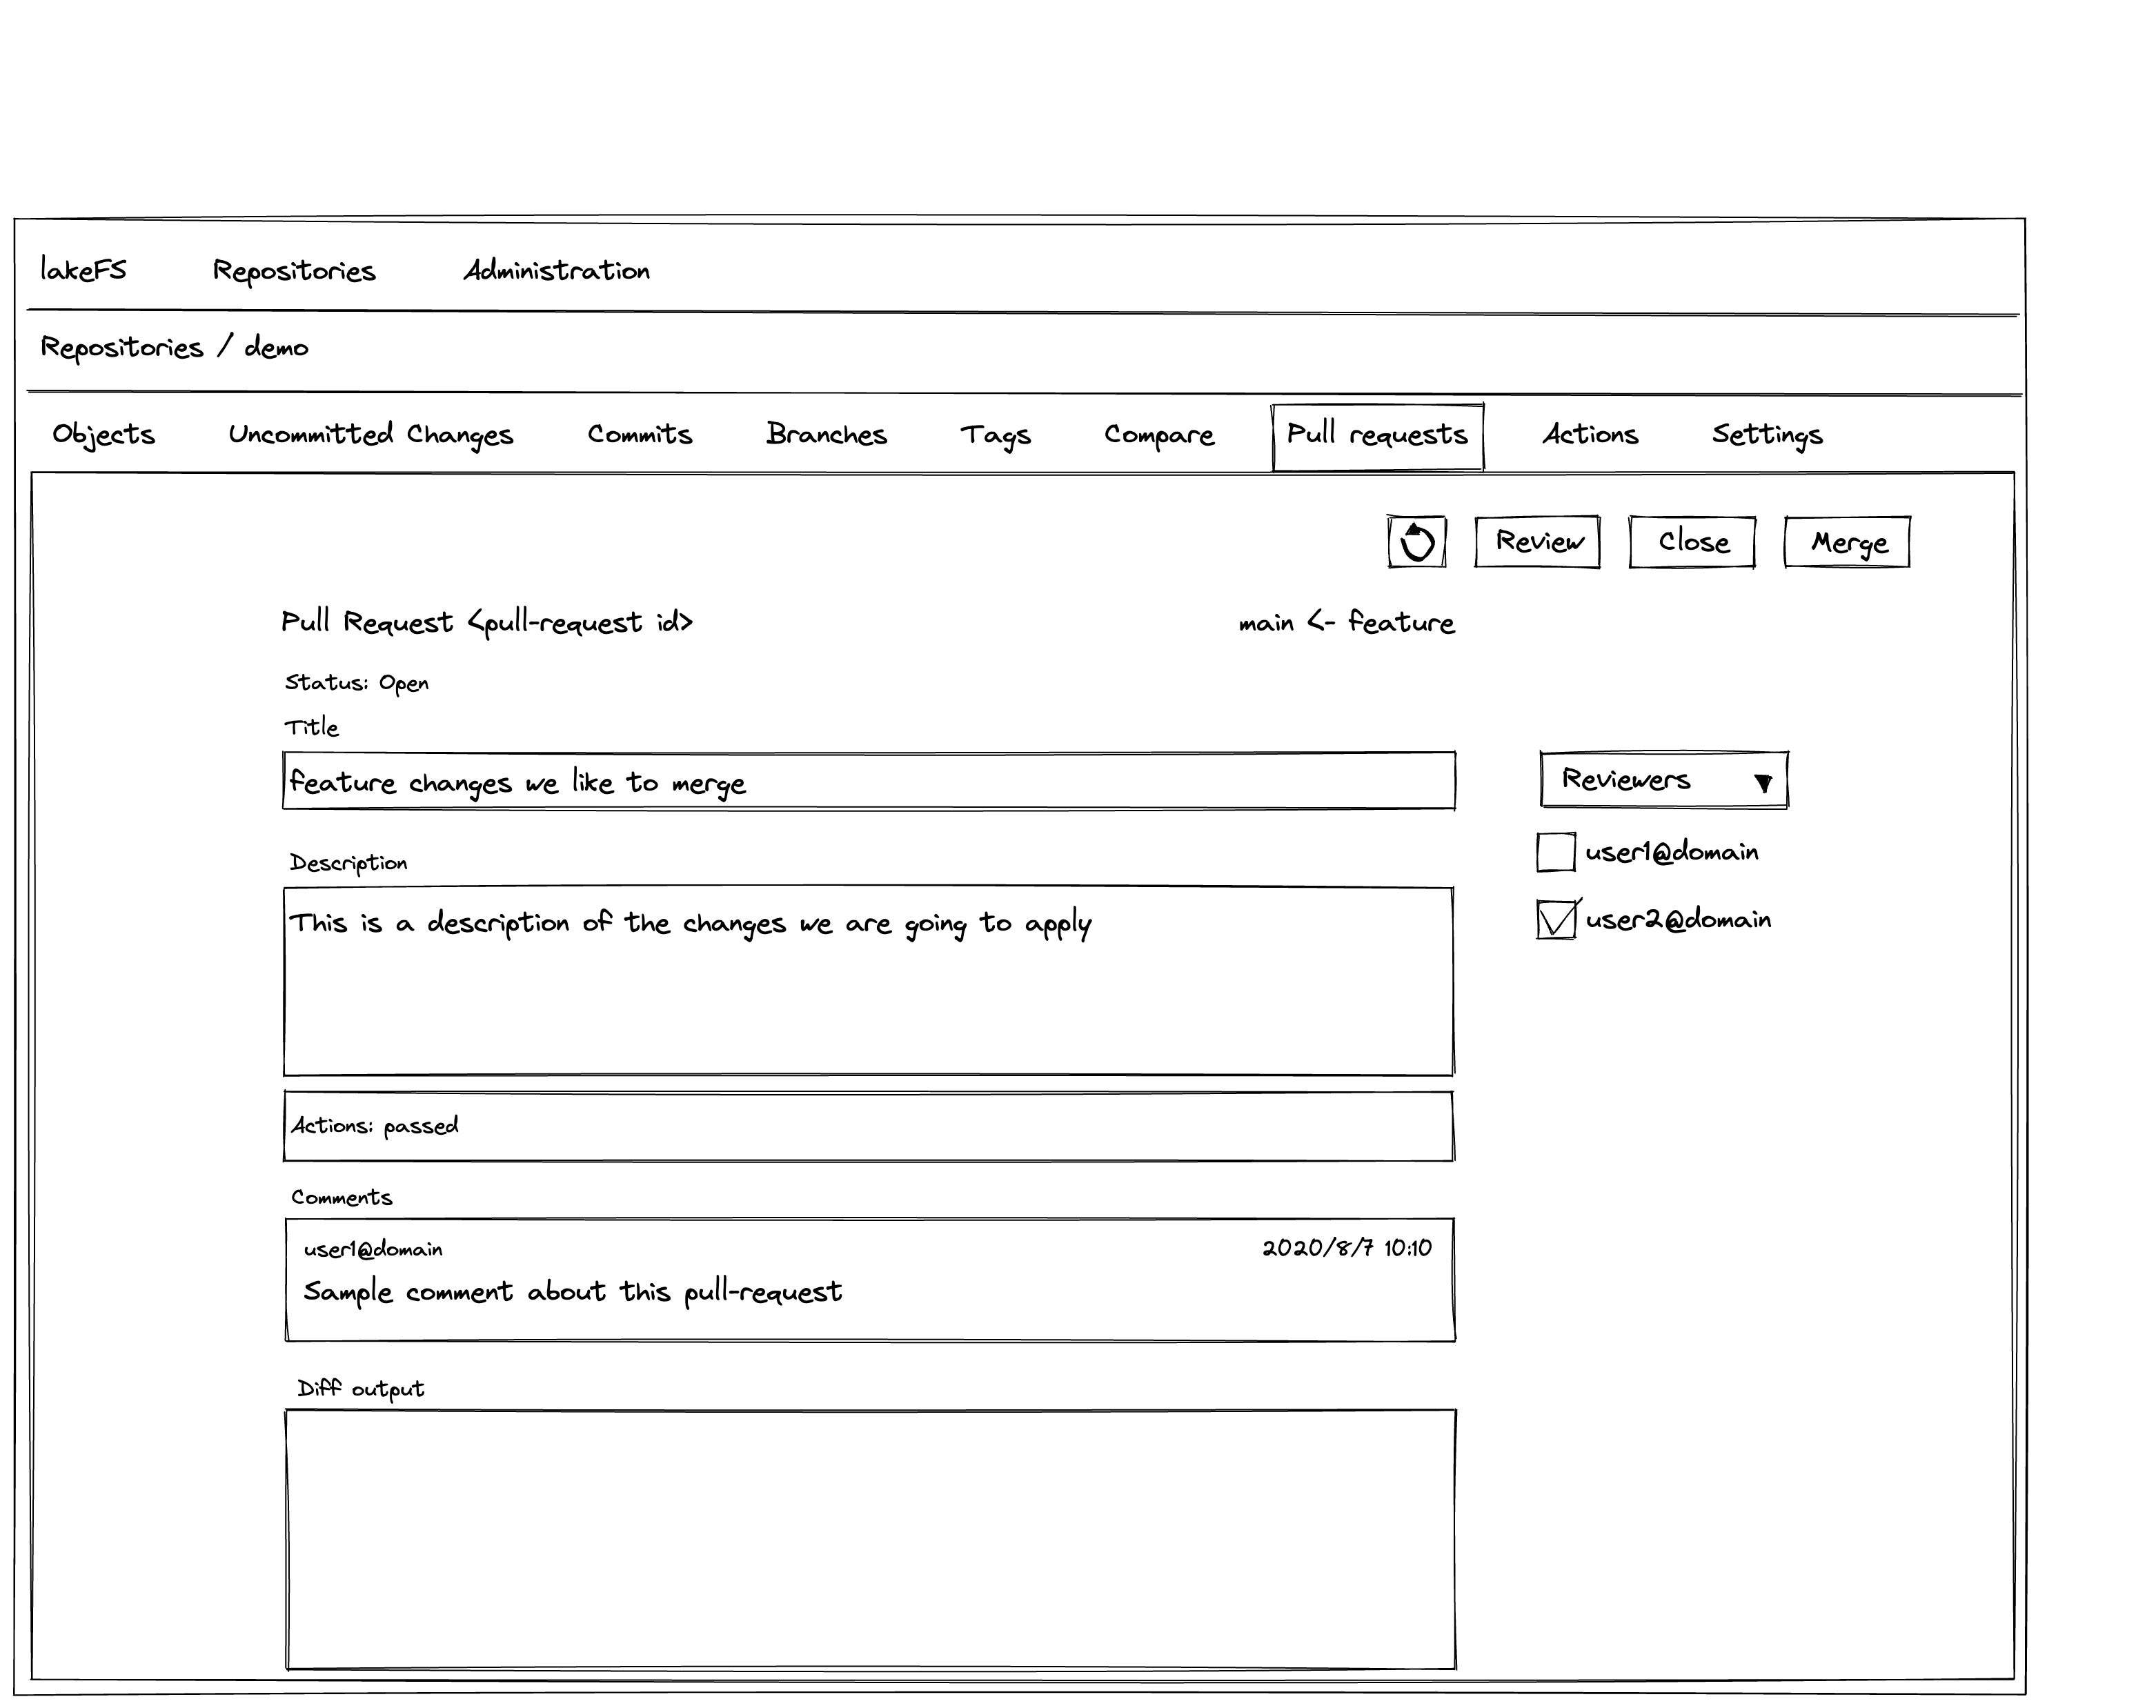 lakeFS Repositories Administration
Repositories / demo
Objects Uncommitted Changes Commits Branches Tags Compare Pull requests Actions Settings
Review Close Merge
Pull Request <pull-request id> main <- feature
Status: Open
Title
feature changes we like to merge
Reviewers
Description
user1@domain
This is a description of the changes we are going to apply
user2@domain
Actions: passed
Comments
user1@domain 2020/8/7 10:10
Sample comment about this pull-request
Diff output